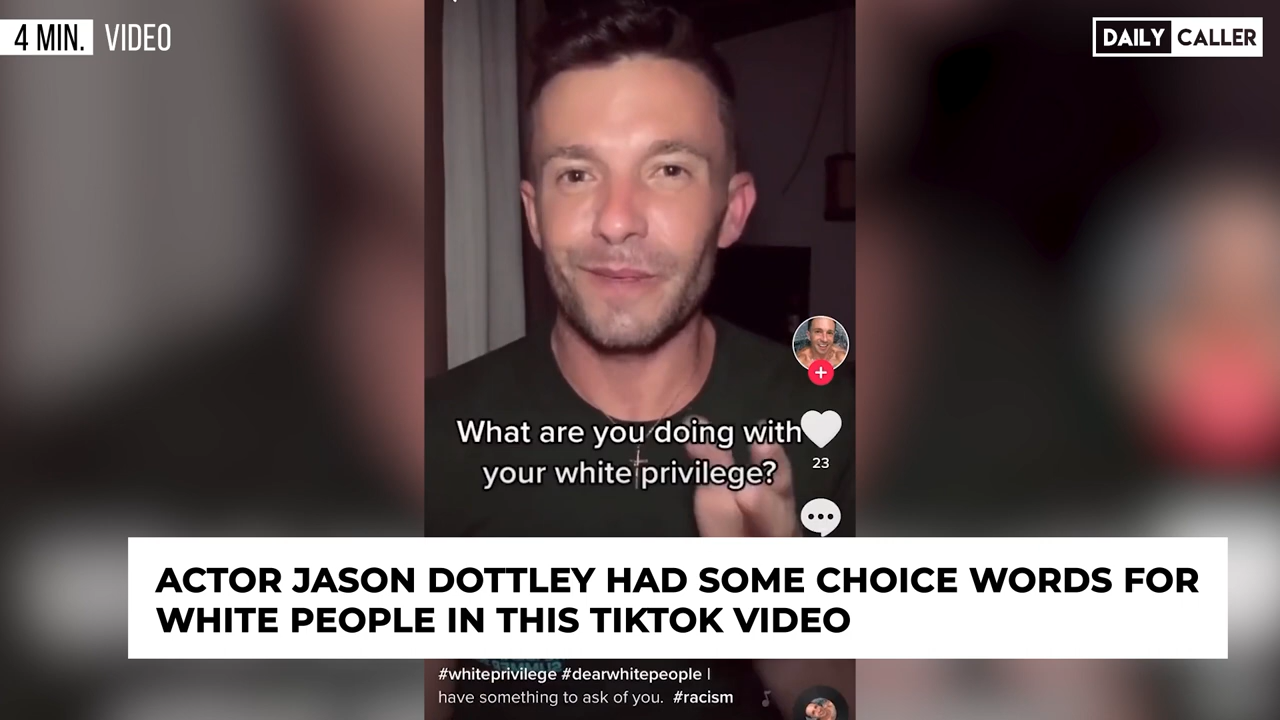 4 MIN. VIDEO
DAILY CALLER
What are you doing with
your white privilege?
23
ACTOR JASON DOTTLEY HAD SOME CHOICE WORDS FOR
WHITE PEOPLE IN THIS TIKTOK VIDEO
#whiteprivilege #dearwhitepeople I
have something to ask of you. #racism